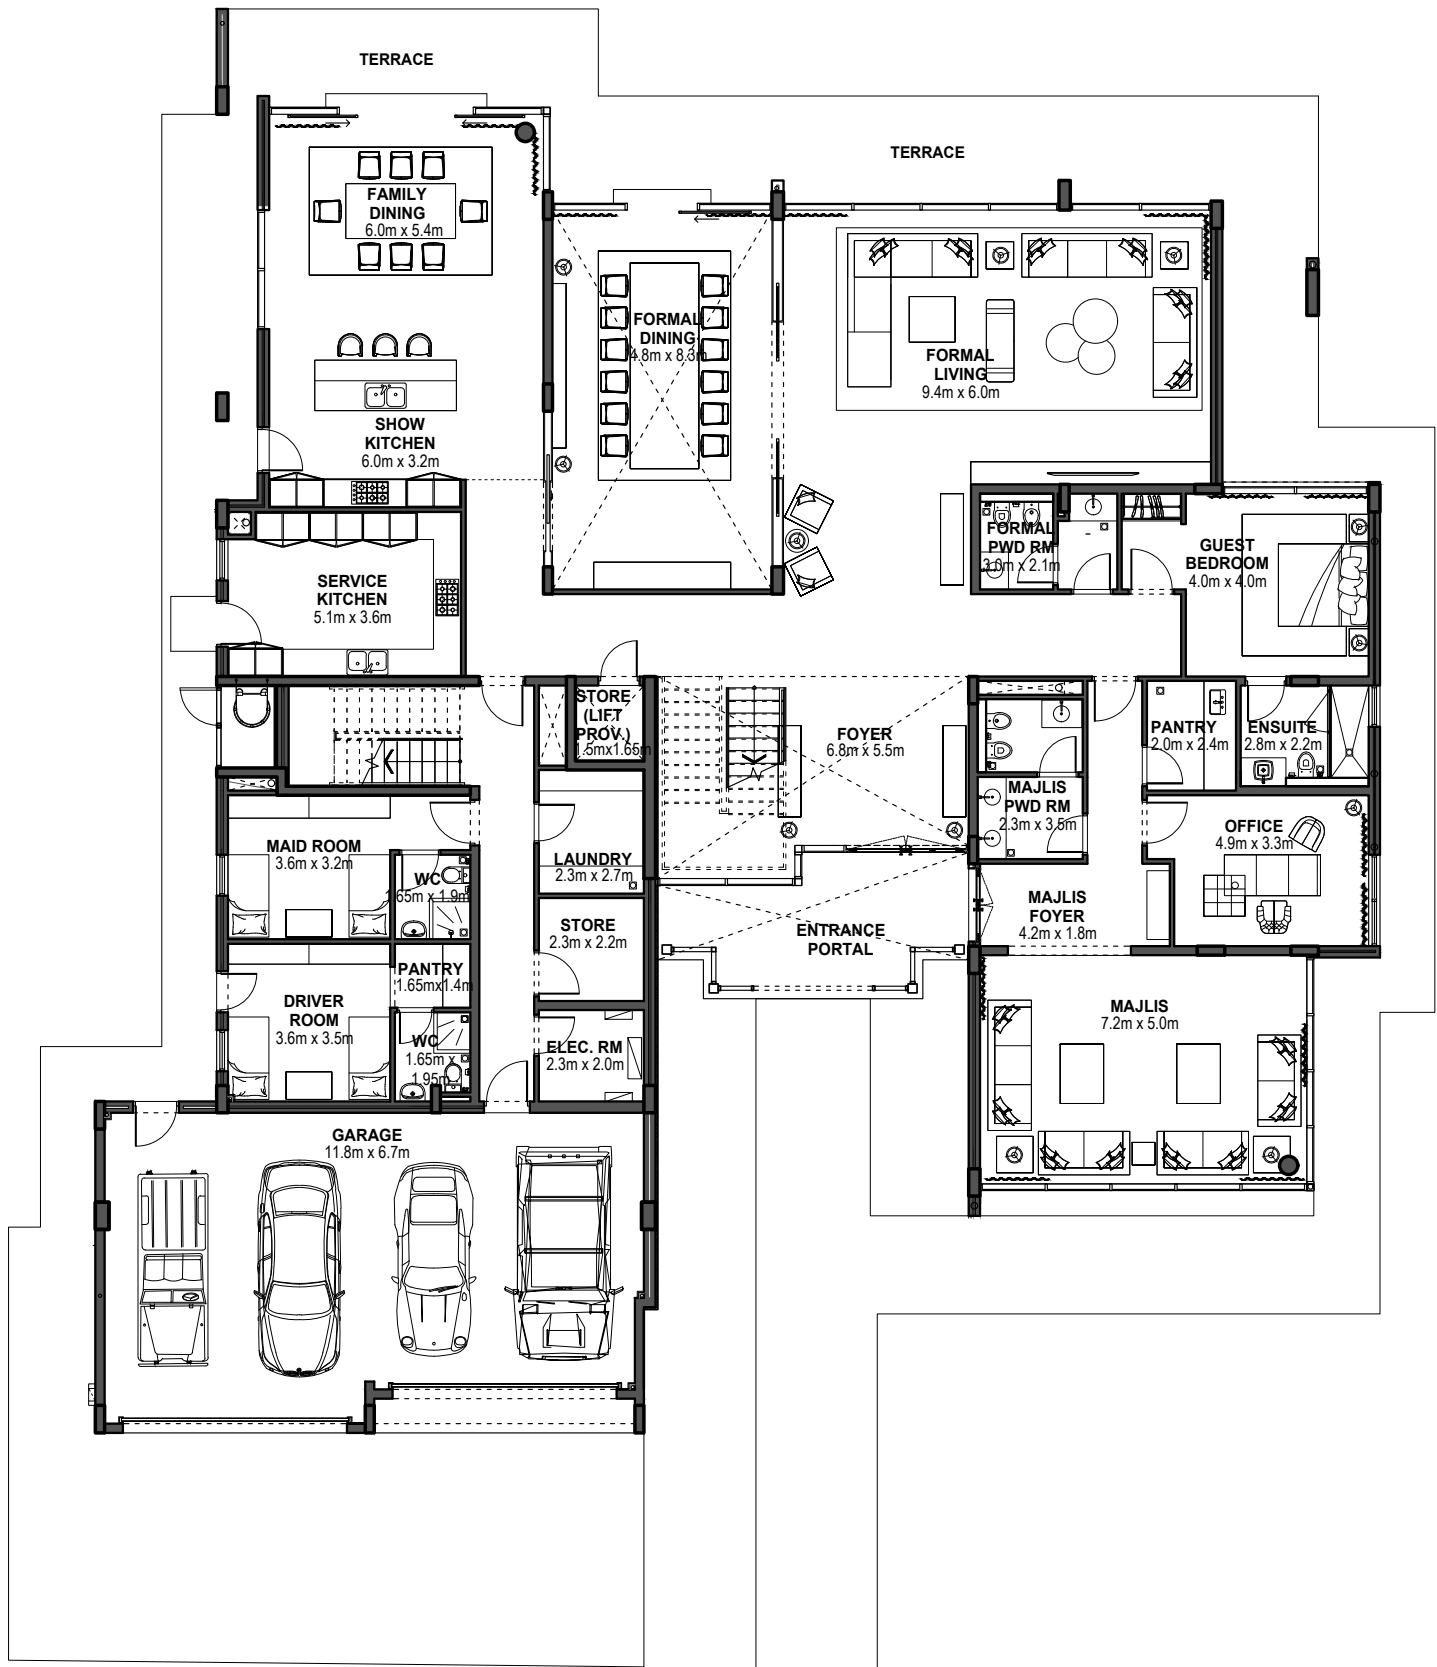 TERRACE
TERRACE
FAMILY
DINING
6.0m x 5.4m
FORMAL
DINING
4.8m x 8.3m
FORMAL
LIVING
9.4m x 6.0m
SHOW
KITCHEN
6.0m x 3.2m
FORMAL
PWD RM
3.0m x 2.1m
GUEST
BEDROOM
4.0m x 4.0m
SERVICE
KITCHEN
5.1m x 3.6m
STORE
(LIFT
PROV.)
1.5mx1.65m
FOYER
6.8m x 5.5m
PANTRY
2.0m x 2.4m
ENSUITE
2.8m x 2.2m
MAJLIS
PWD RM
2.3m x 3.5m
OFFICE
4.9m x 3.3m
MAID ROOM
3.6m x 3.2m
WC
1.65m x 1.9m
LAUNDRY
2.3m x 2.7m
STORE
2.3m x 2.2m
ENTRANCE
PORTAL
MAJLIS
FOYER
4.2m x 1.8m
PANTRY
1.65mx1.4m
DRIVER
ROOM
3.6m x 3.5m
WC
1.65m x
1.95m
ELEC. RM
2.3m x 2.0m
MAJLIS
7.2m x 5.0m
GARAGE
11.8m x 6.7m